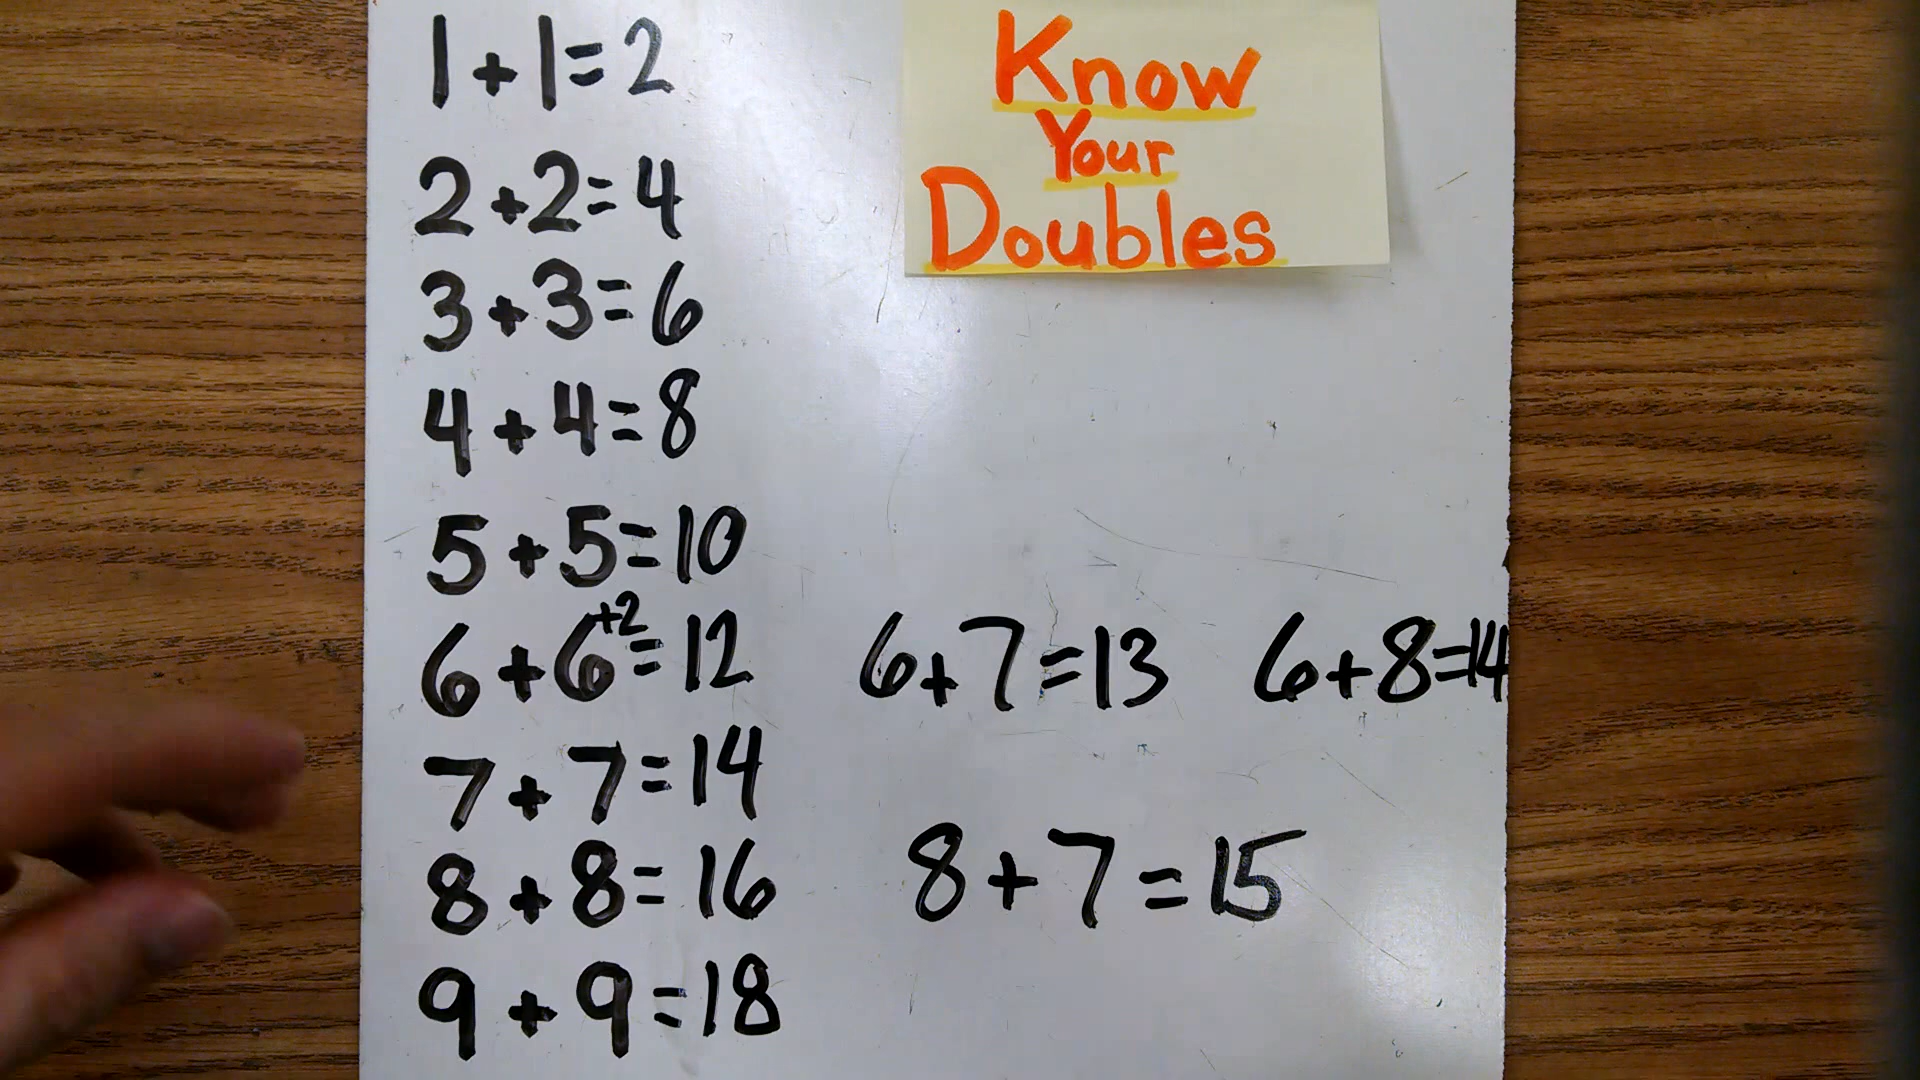 Know
Your
Doubles
1+1=2
2+2=4
3+3=6
4+4=8
5+5=10
+2
6+6=12 6+7=13 6+8=14
7+7=14
8+8=16 8+7=15
9+9=18